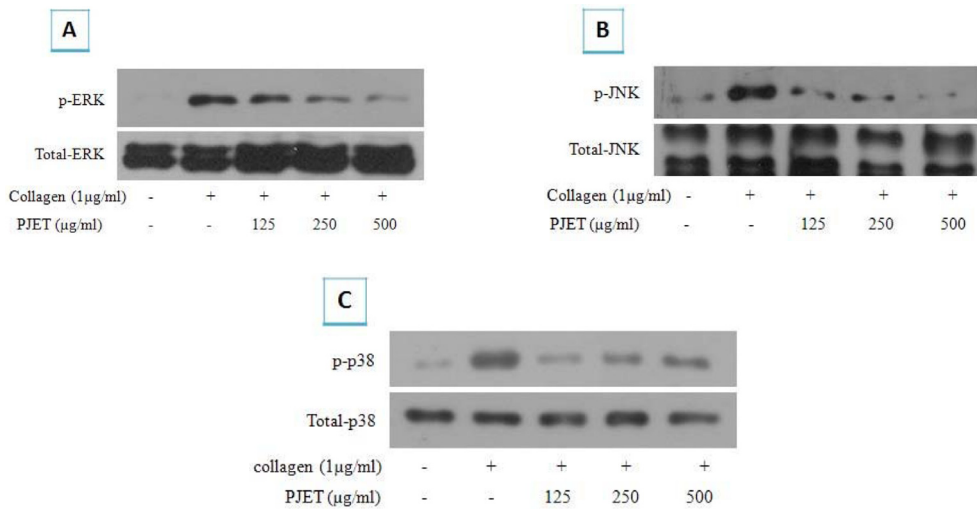 A
p-ERK
Total-ERK
Collagen (1µg/ml) - + + + +
PJET (µg/ml) - - 125 250 500
B
p-JNK
Total-JNK
Collagen (1µg/ml) - + + + +
PJET (µg/ml) - - 125 250 500
C
p-p38
Total-p38
collagen (1µg/ml) - + + + +
PJET (µg/ml) - - 125 250 500